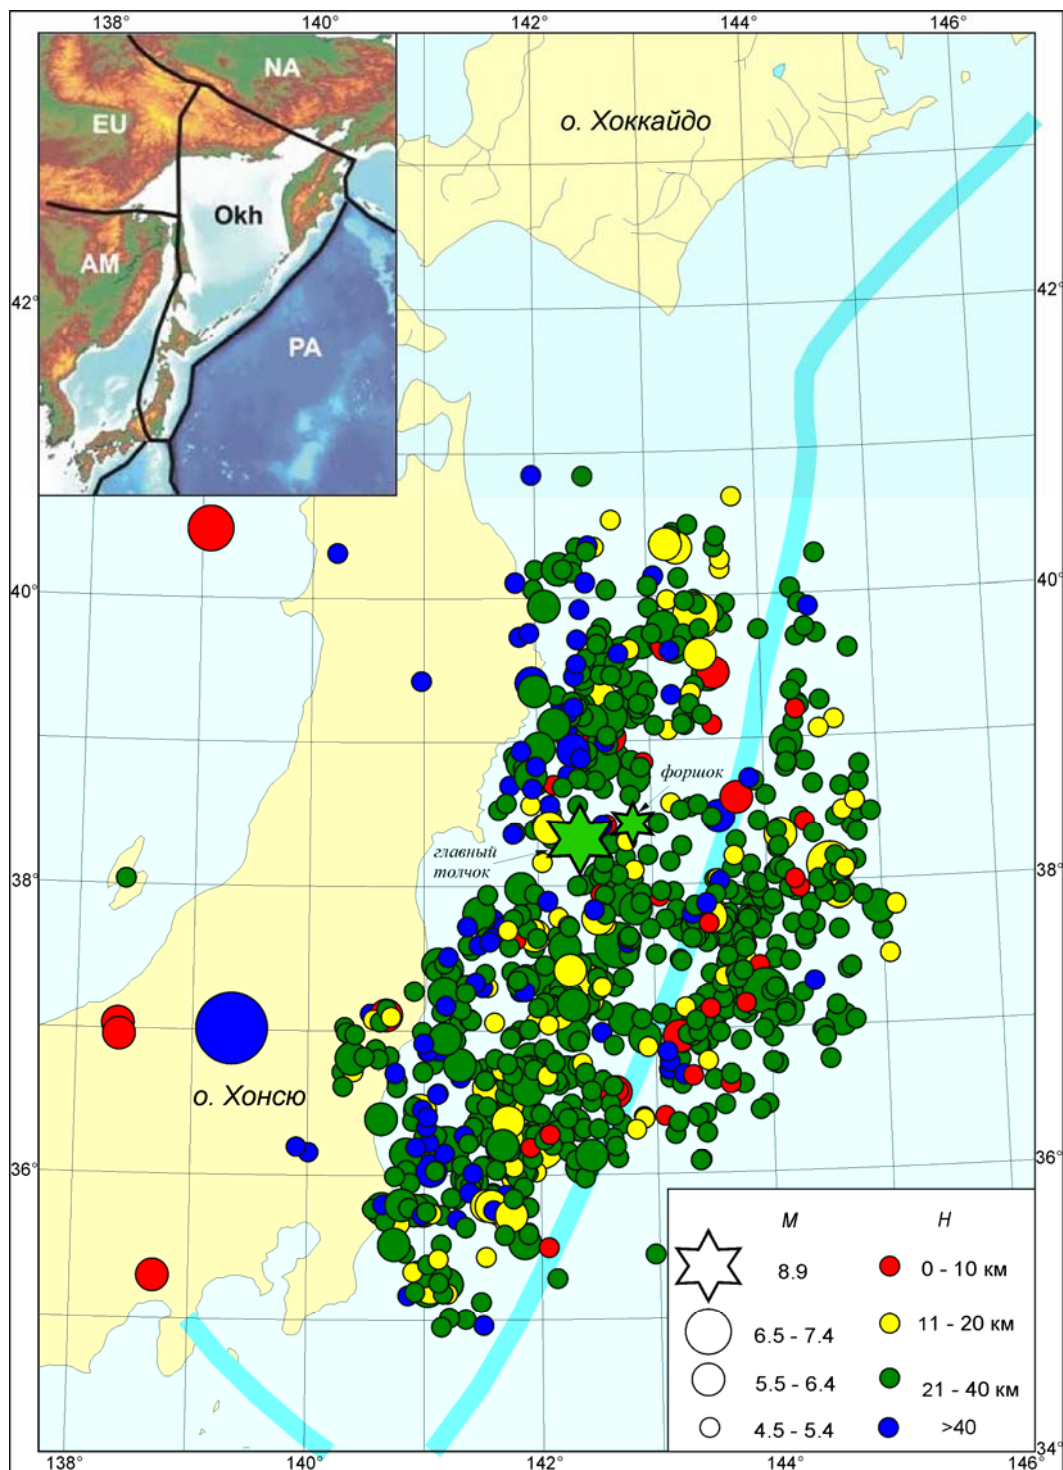 138° 140° 142° 144° 146°
NA
EU
Okh
AM
PA
о. Хоккайдо
42° 42°
40° 40°
форшок
главный
толчок
38° 38°
о. Хонсю
36° 36°
M H
8.9 0 - 10 км
6.5 - 7.4 11 - 20 км
5.5 - 6.4 21 - 40 км
4.5 - 5.4 >40
34°
138° 140° 142° 144° 146°